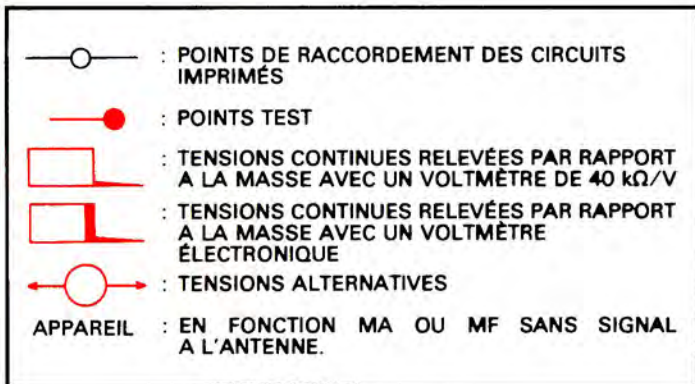 : POINTS DE RACCORDEMENT DES CIRCUITS
IMPRIMÉS
: POINTS TEST
: TENSIONS CONTINUES RELEVÉES PAR RAPPORT
A LA MASSE AVEC UN VOLTMÈTRE DE 40 kΩ/V
: TENSIONS CONTINUES RELEVÉES PAR RAPPORT
A LA MASSE AVEC UN VOLTMÈTRE
ÉLECTRONIQUE
: TENSIONS ALTERNATIVES
APPAREIL : EN FONCTION MA OU MF SANS SIGNAL
A L'ANTENNE.